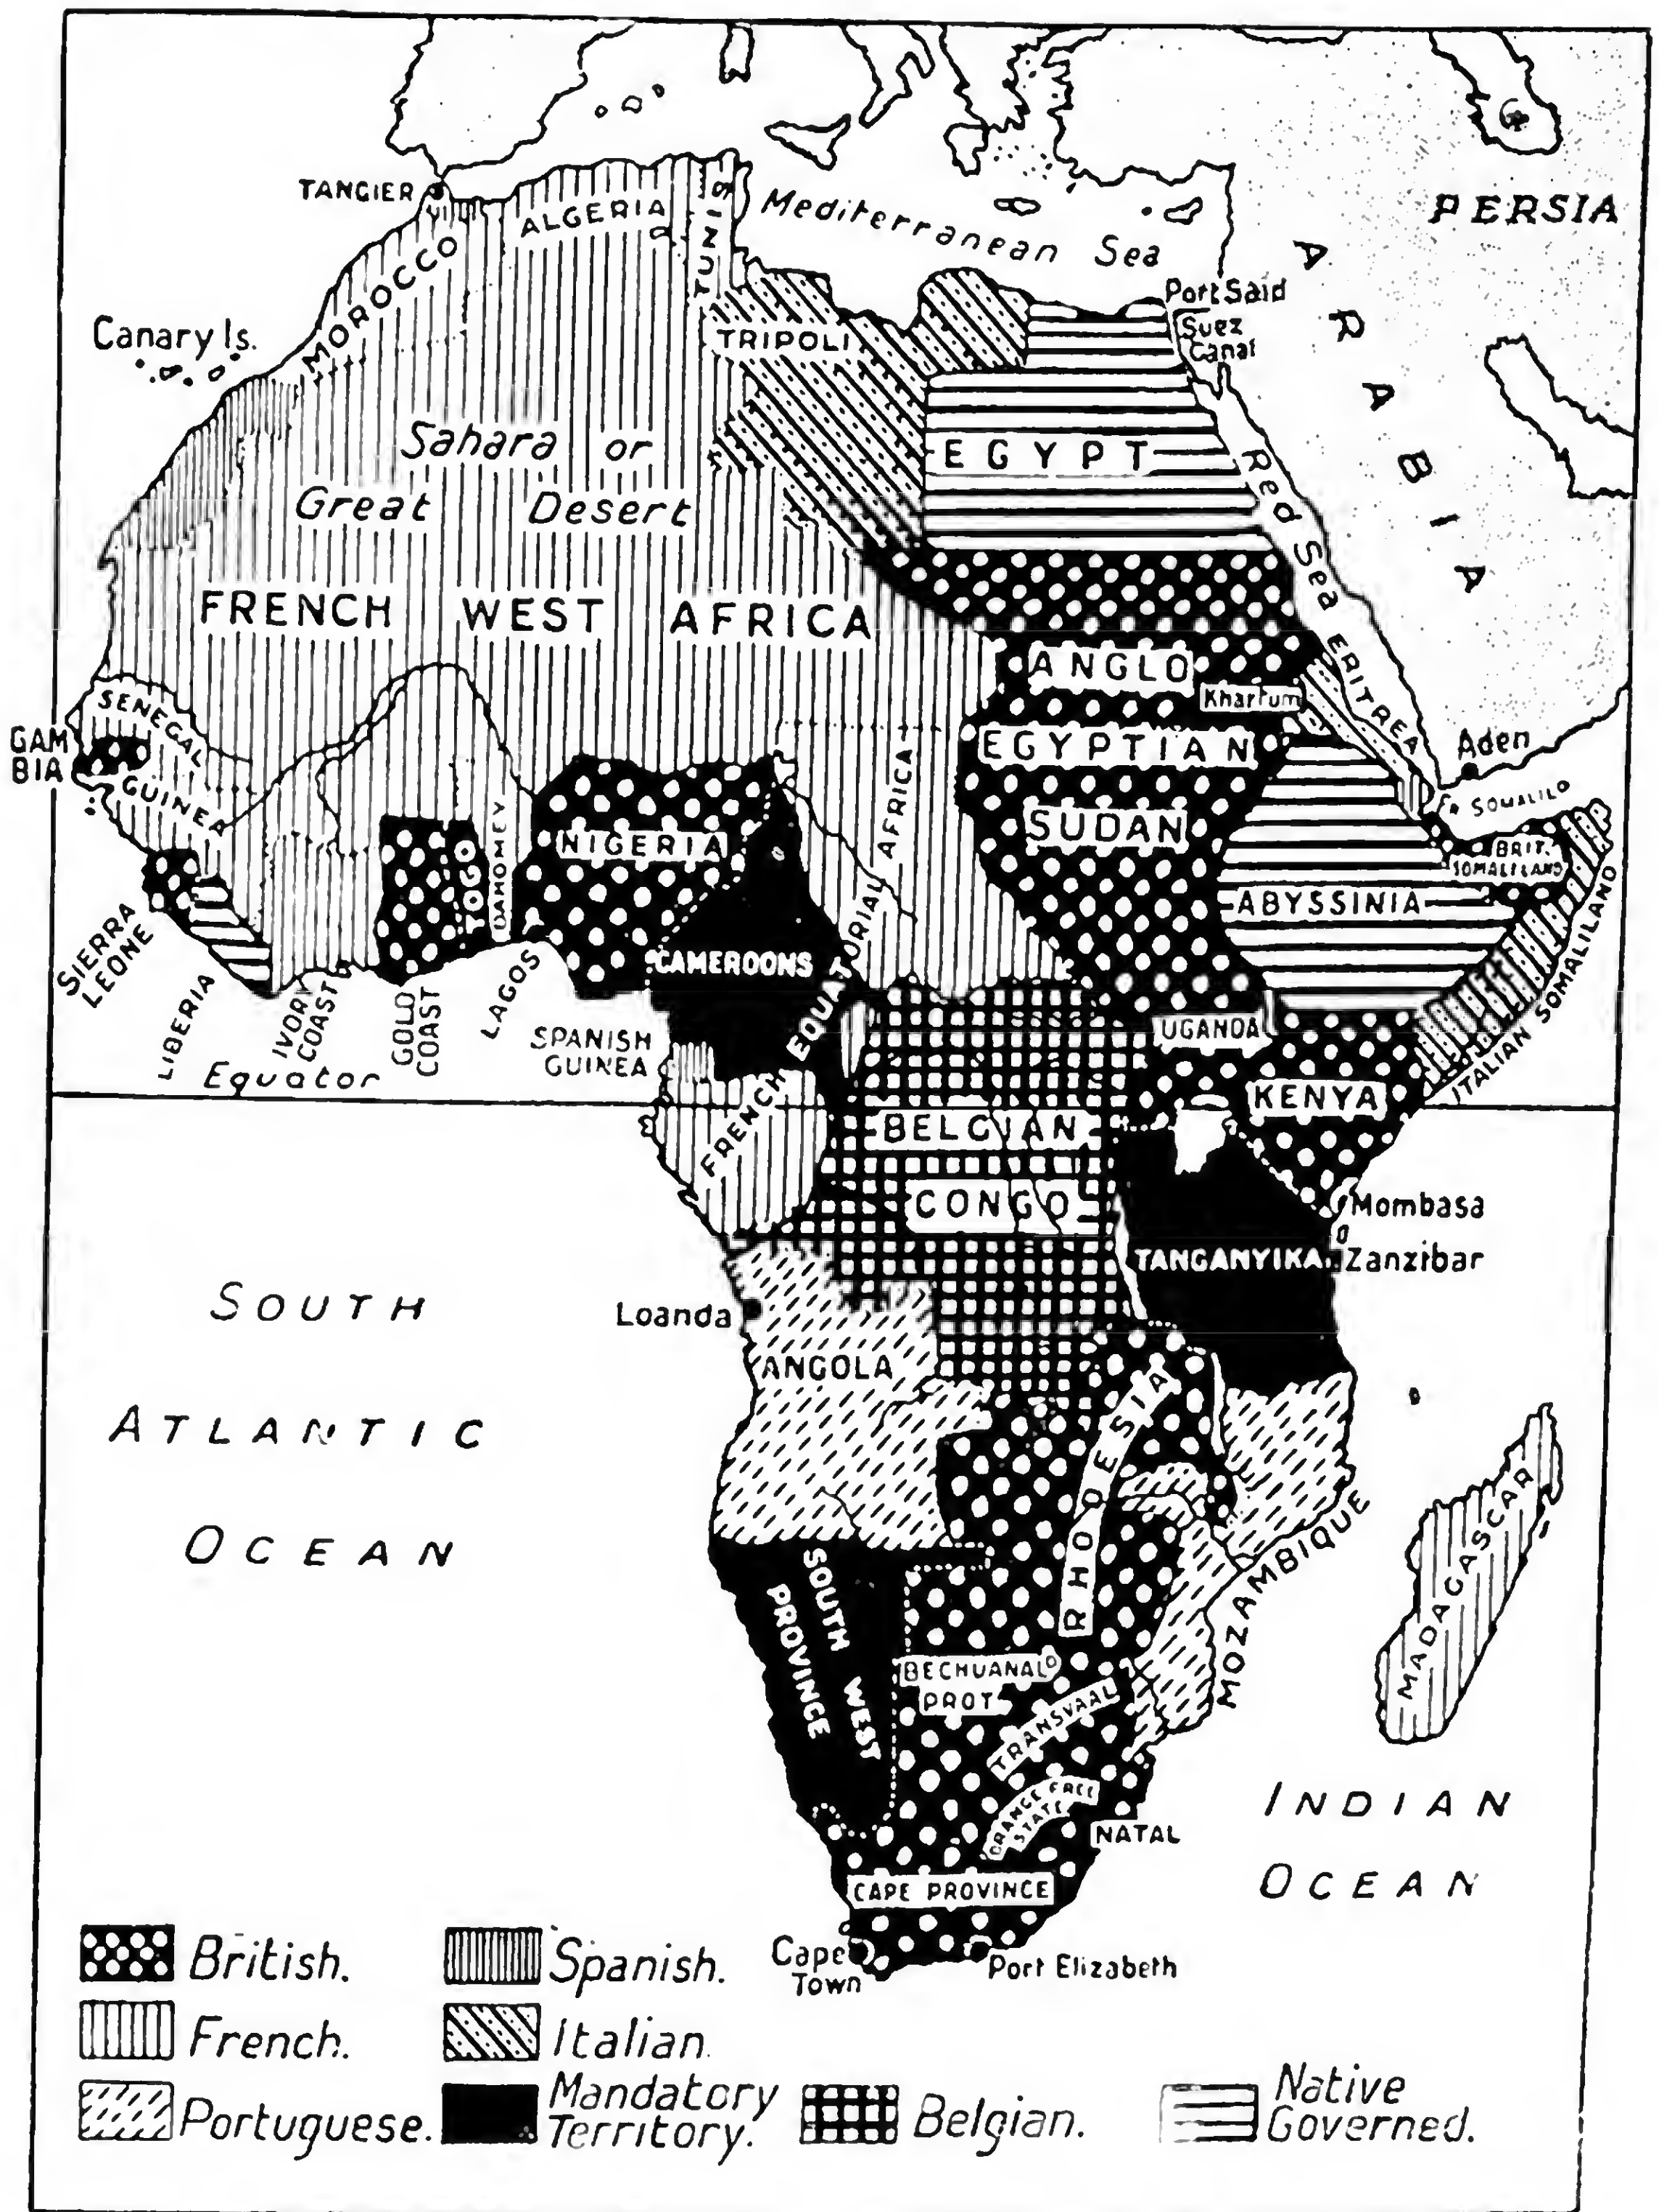 PERSIA
TANGIER
ALGERIA
TUNIS
Mediterranean Sea
ARABIA
MOROCCO
Canary Is.
Port Said
Suez
Canal
TRIPOLI
Sahara or
Great Desert
EGYPT
Red Sea
FRENCH WEST AFRICA
ANGLO
EGYPTIAN
SUDAN
Khartum
ERITREA
Aden
SENEGAL
GAM
BIA
GUINEA
FR SOMALILD
BRIT.
SOMALILAND
ITALIAN SOMALILAND
ABYSSINIA
NIGERIA
TOGO
DAHOMEY
SIERRA
LEONE
LIBERIA
IVORY
COAST
GOLD
COAST
LAGOS
CAMEROONS
FRENCH EQUATORIAL AFRICA
SPANISH
GUINEA
Equator
UGANDA
KENYA
BELGIAN
CONGO
Mombasa
TANGANYIKA
Zanzibar
Loanda
ANGOLA
SOUTH
ATLANTIC
OCEAN
RHODESIA
MOZAMBIQUE
MADAGASCAR
SOUTH WEST
PROVINCE
BECHUANALD
PROT.
TRANSVAAL
ORANGE FREE
STATE
NATAL
INDIAN
OCEAN
CAPE PROVINCE
Cape
Town
Port Elizabeth
British.
Spanish.
French.
Italian.
Portuguese.
Mandatory
Territory.
Belgian.
Native
Governed.